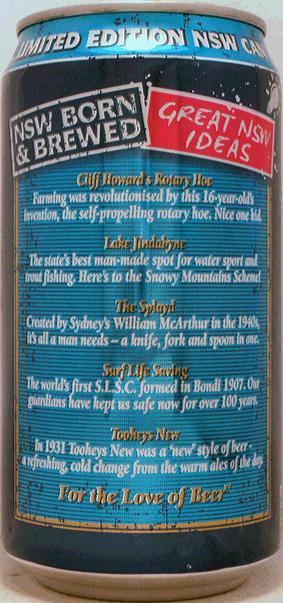 LIMITED EDITION NSW CAN
NSW BORN
& BREWED
GREAT NSW
IDEAS
Cliff Howard's Rotary Hoe
Farming was revolutionised by this 16-year-old's
invention, the self-propelling rotary hoe. Nice one kid.
Lake Jindabyne
The state's best man-made spot for water sport and
trout fishing. Here's to the Snowy Mountains Scheme!
The Splayd
Created by Sydney's William McArthur in the 1940s,
it's all a man needs – a knife, fork and spoon in one.
Surf Life Saving
The world's first S.L.S.C. formed in Bondi 1907. Our
guardians have kept us safe now for over 100 years.
Tooheys New
In 1931 Tooheys New was a 'new' style of beer -
a refreshing, cold change from the warm ales of the day.
For the Love of Beer™